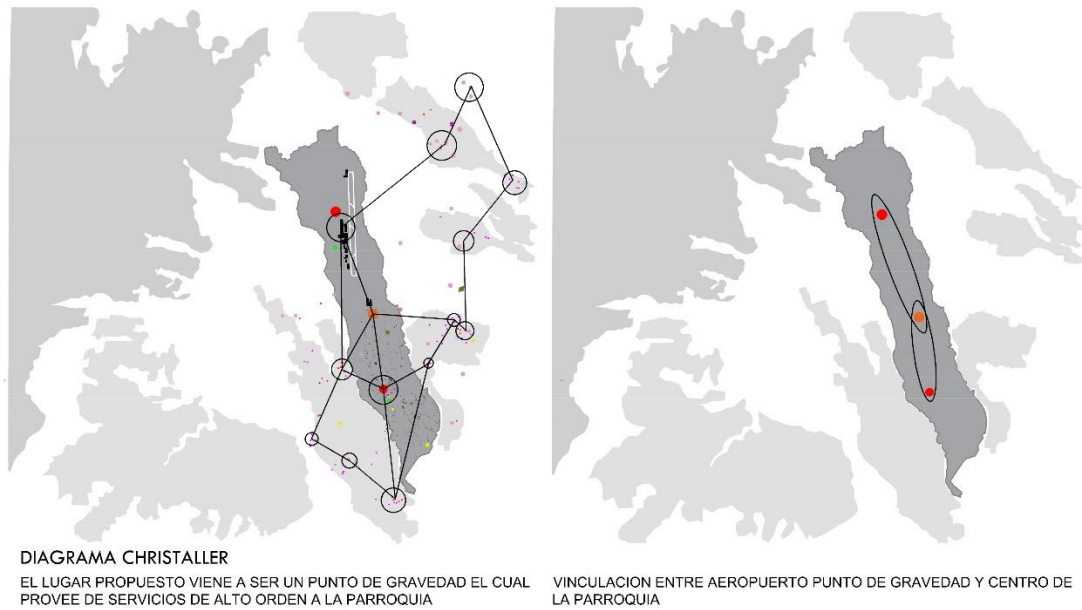 DIAGRAMA CHRISTALLER
EL LUGAR PROPUESTO VIENE A SER UN PUNTO DE GRAVEDAD EL CUAL
PROVEE DE SERVICIOS DE ALTO ORDEN A LA PARROQUIA
VINCULACION ENTRE AEROPUERTO PUNTO DE GRAVEDAD Y CENTRO DE
LA PARROQUIA